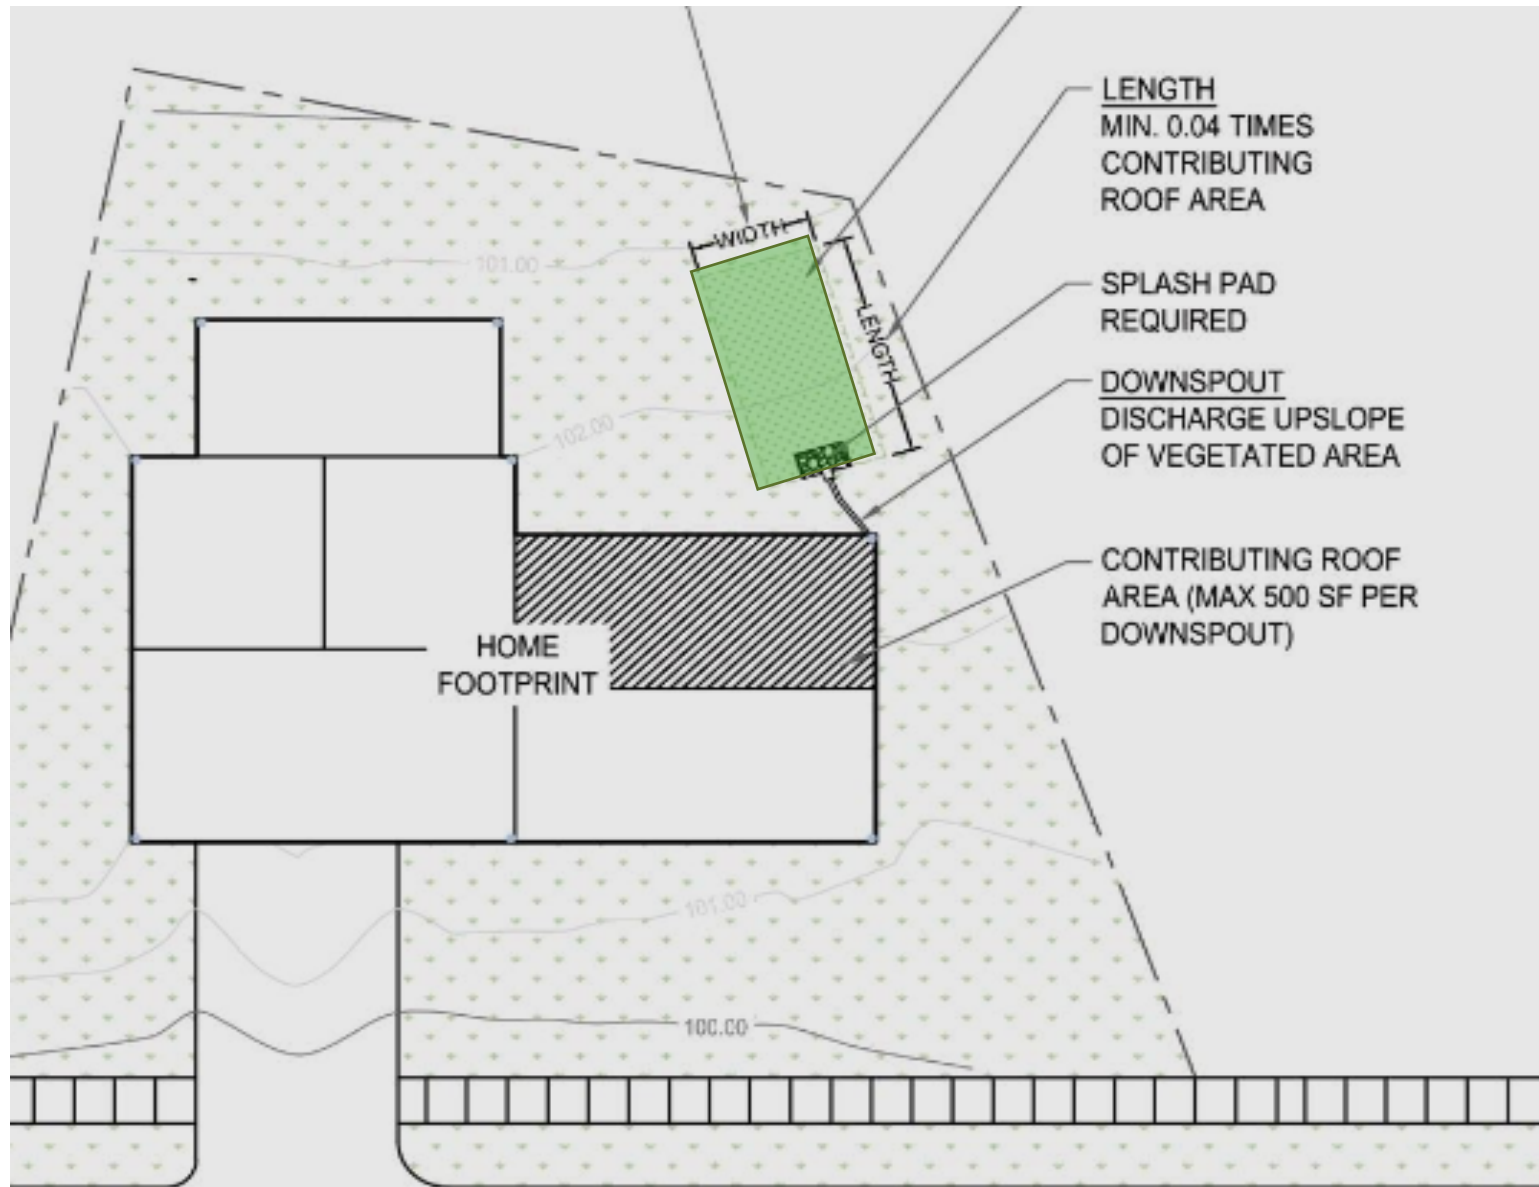 LENGTH
MIN. 0.04 TIMES
CONTRIBUTING
ROOF AREA
WIDTH
101.00
SPLASH PAD
REQUIRED
LENGTH
DOWNSPOUT
DISCHARGE UPSLOPE
OF VEGETATED AREA
102.00
CONTRIBUTING ROOF
AREA (MAX 500 SF PER
DOWNSPOUT)
HOME
FOOTPRINT
101.00
100.00